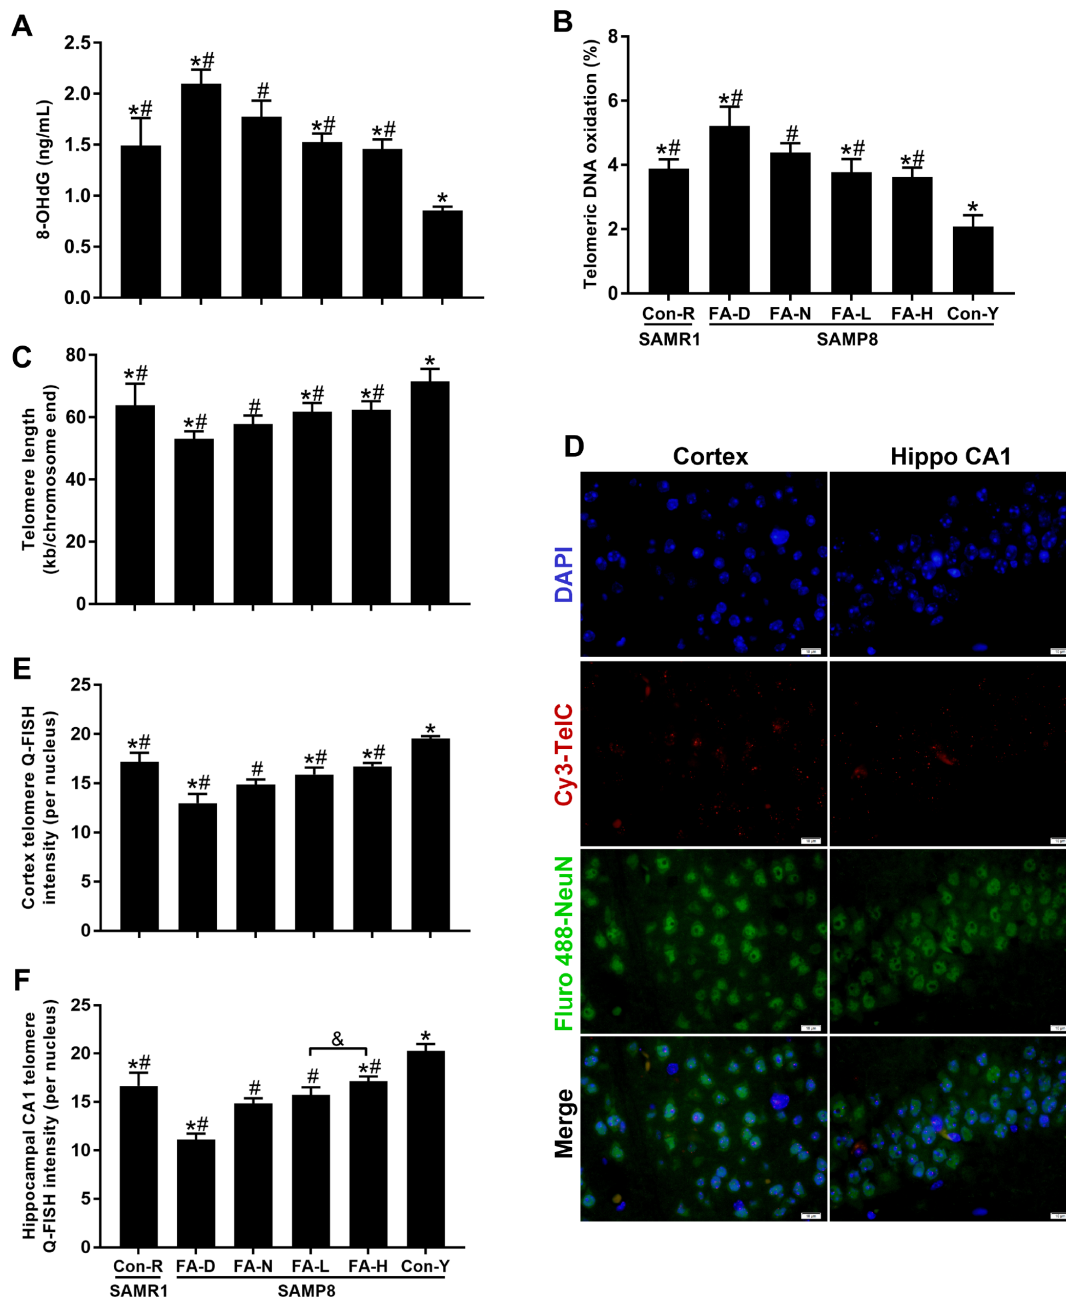 A
8-OHdG (ng/mL)
2.5
2.0
1.5
1.0
0.5
0.0
*#
*#
#
*#
*#
*
B
Telomeric DNA oxidation (%)
8
6
4
2
0
*#
*#
#
*#
*#
*
Con-R FA-D FA-N FA-L FA-H Con-Y
SAMR1 SAMP8
C
Telomere length
(kb/chromosome end)
80
60
40
20
0
*#
*#
#
*#
*#
*
D
Cortex Hippo CA1
DAPI
Cy3-TelC
Fluro 488-NeuN
Merge
E
Cortex telomere Q-FISH
intensity (per nucleus)
25
20
15
10
5
0
*#
*#
#
*#
*#
*
F
Hippocampal CA1 telomere
Q-FISH intensity (per nucleus)
25
20
15
10
5
0
*#
*#
#
#
&
*#
*
Con-R FA-D FA-N FA-L FA-H Con-Y
SAMR1 SAMP8